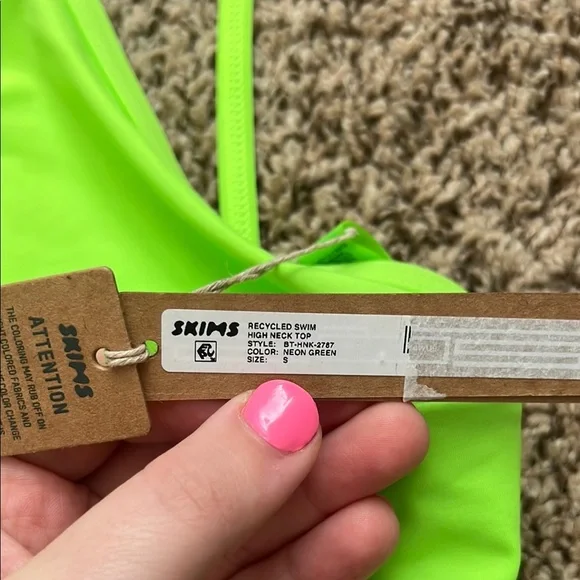 SKIMS
RECYCLED SWIM
HIGH NECK TOP
STYLE: BT-HNK-2787
COLOR: NEON GREEN
SIZE: S
SKIMS
ATTENTION
THE COLORING MAY RUB OFF ON
COLORED FABRICS AND
COLOR CHANGE